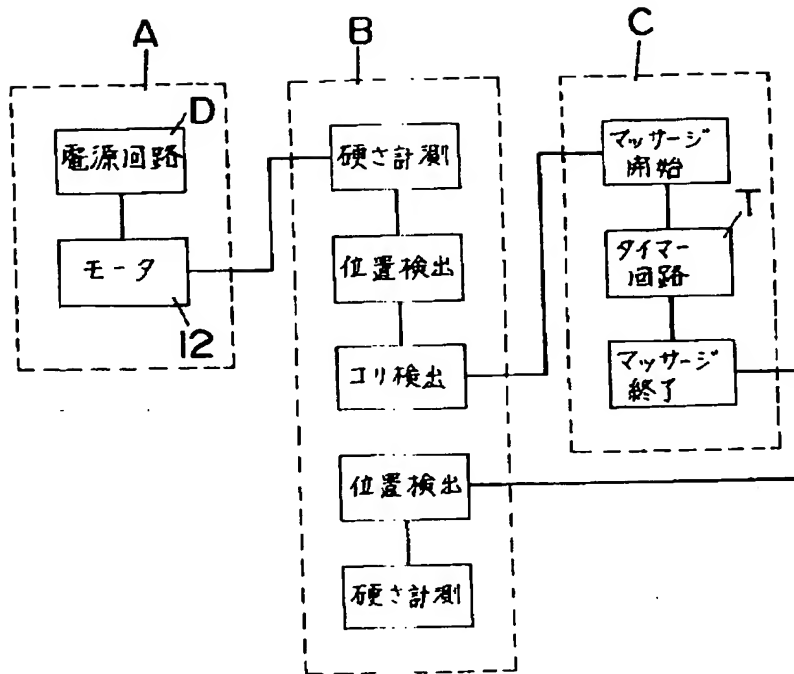 A
D
電源回路
モータ
12
B
硬さ計測
位置検出
コリ検出
位置検出
硬さ計測
C
マッサージ
開始
T
タイマー
回路
マッサージ
終了